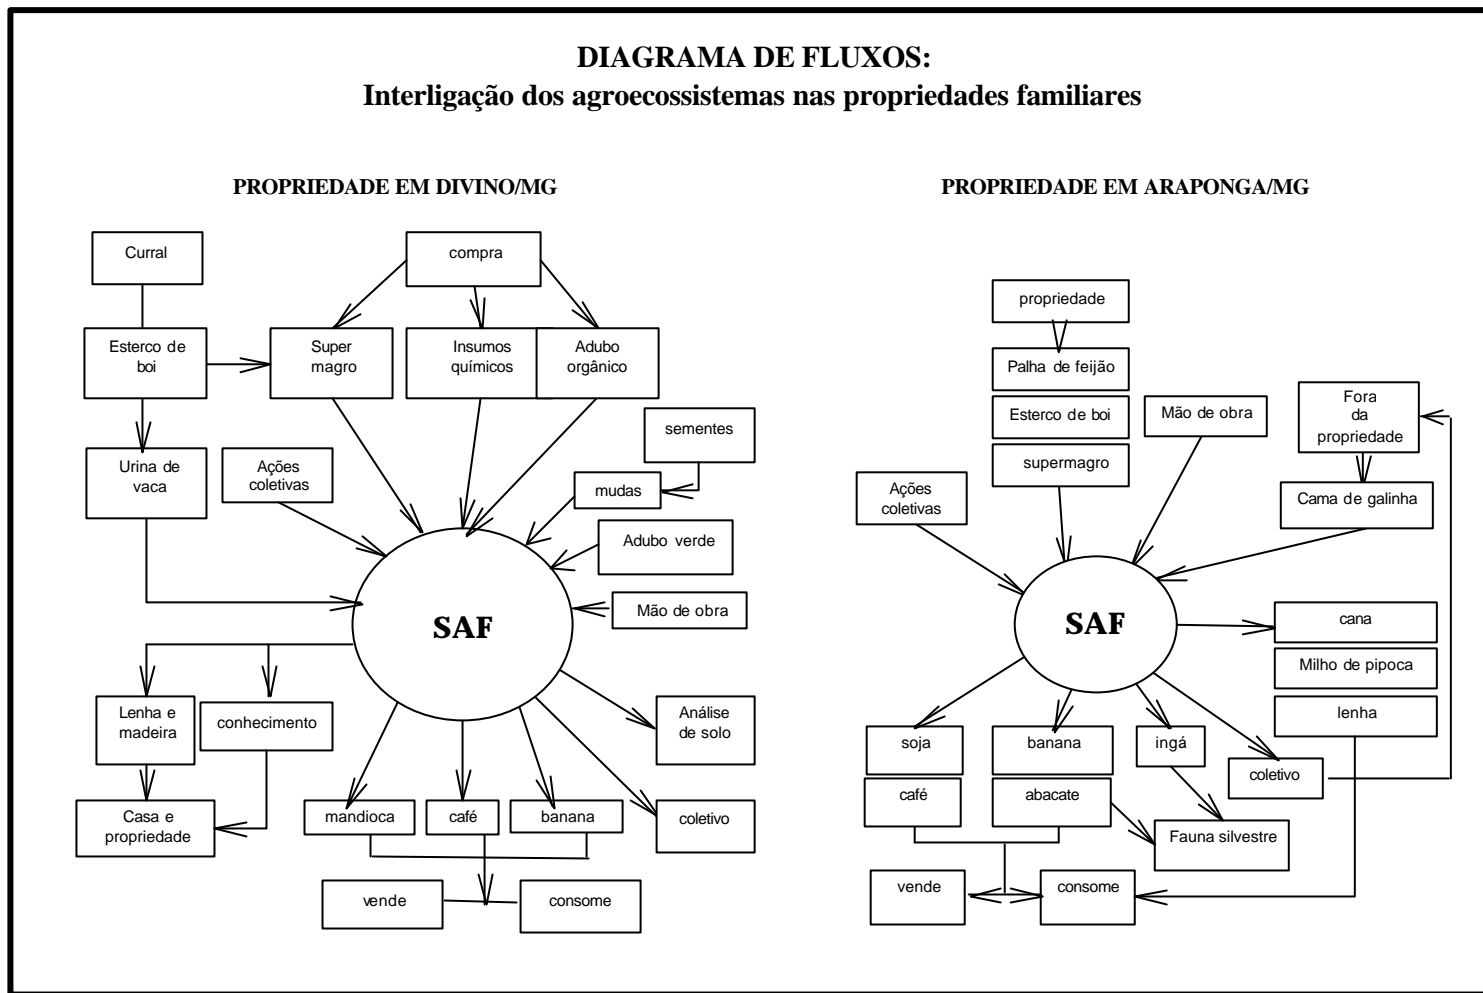 DIAGRAMA DE FLUXOS:
Interligação dos agroecossistemas nas propriedades familiares
PROPRIEDADE EM DIVINO/MG
Curral
compra
Esterco de
boi
Super
magro
Insumos
químicos
Adubo
orgânico
sementes
Urina de
vaca
Ações
coletivas
mudas
Adubo verde
Mão de obra
SAF
Lenha e
madeira
conhecimento
Análise
de solo
Casa e
propriedade
mandioca
café
banana
coletivo
vende
consome
PROPRIEDADE EM ARAPONGA/MG
propriedade
Palha de feijão
Esterco de boi
supermagro
Mão de obra
Fora
da
propriedade
Ações
coletivas
Cama de galinha
SAF
cana
Milho de pipoca
lenha
soja
banana
ingá
coletivo
café
abacate
Fauna silvestre
vende
consome